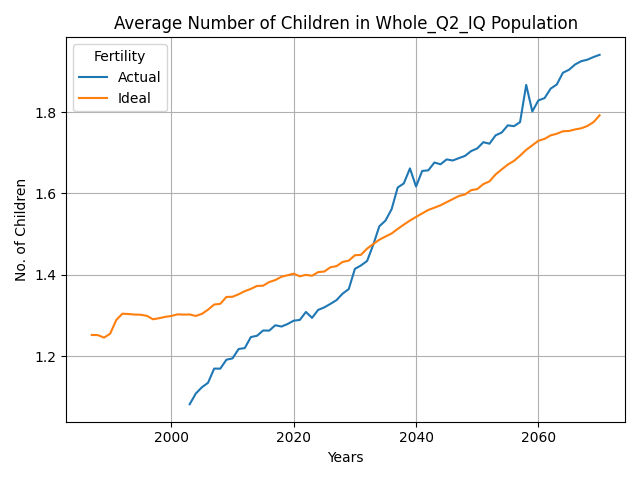 Average Number of Children in Whole_Q2_IQ Population
Fertility
Actual
Ideal
No. of Children
1.8
1.6
1.4
1.2
2000 2020 2040 2060
Years